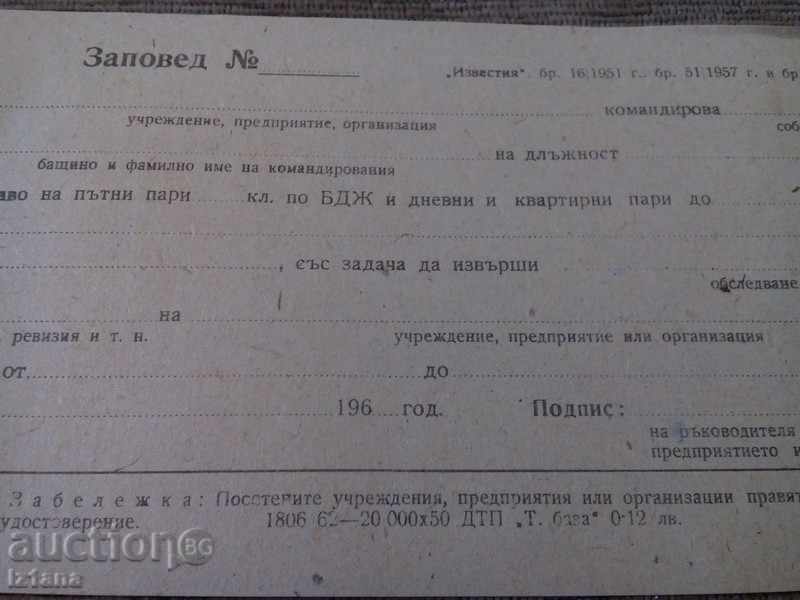 Заповед №
„Известия“ бр. 16/1951 г., бр. 51/1957 г. и бр
командирова
учреждение, предприятие, организация соб
на длъжност
бащино и фамилно име на командирования
во на пътни пари кл. по БДЖ и дневни и квартирни пари до
, със задача да извърши
обследване
на
ревизия и т. н. учреждение, предприятие или организация
от до
196 год. Подпис:
на ръководителя
предприятието и
Забележка: Посетените учреждения, предприятия или организации правят
удостоверение. 1806 62—20 000х50 ДТП „Т. база“ 0·12 лв.
auction BG
Iztana